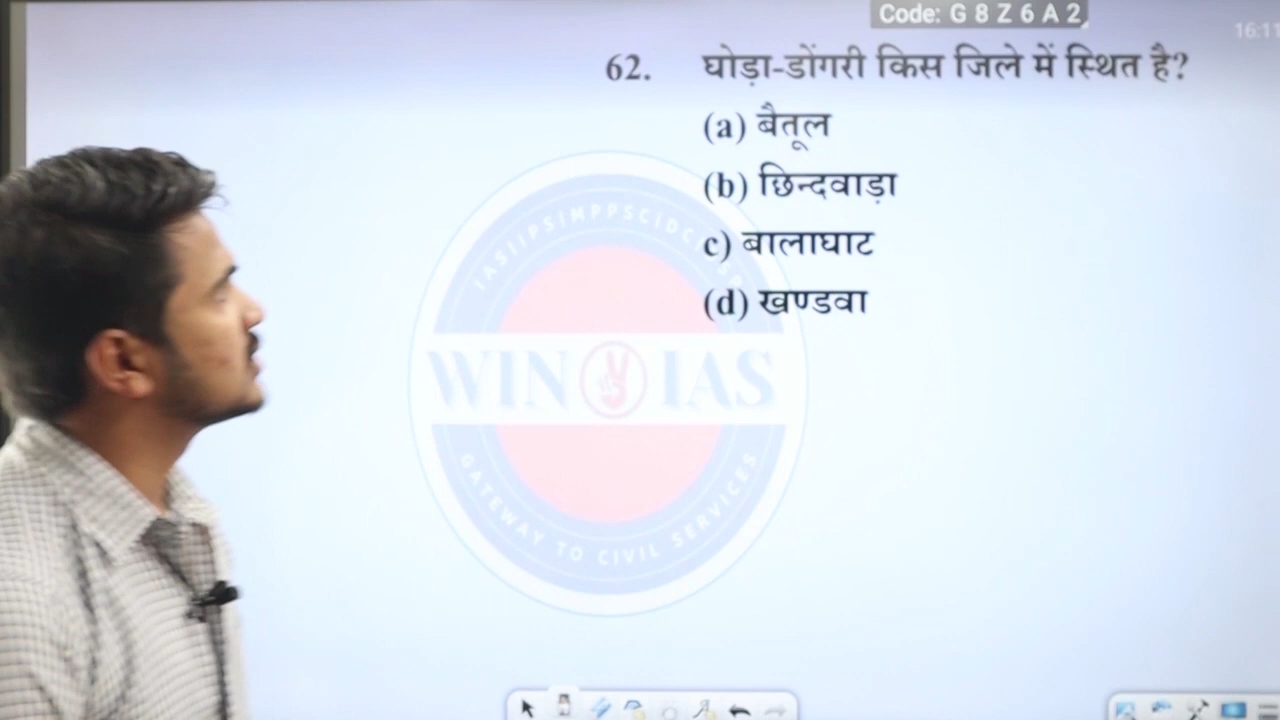 Code: G 8 Z 6 A 2
16:11
62. घोड़ा-डोंगरी किस जिले में स्थित है?
(a) बैतूल
(b) छिन्दवाड़ा
c) बालाघाट
(d) खण्डवा
WIN IAS
GATEWAY TO CIVIL SERVICES